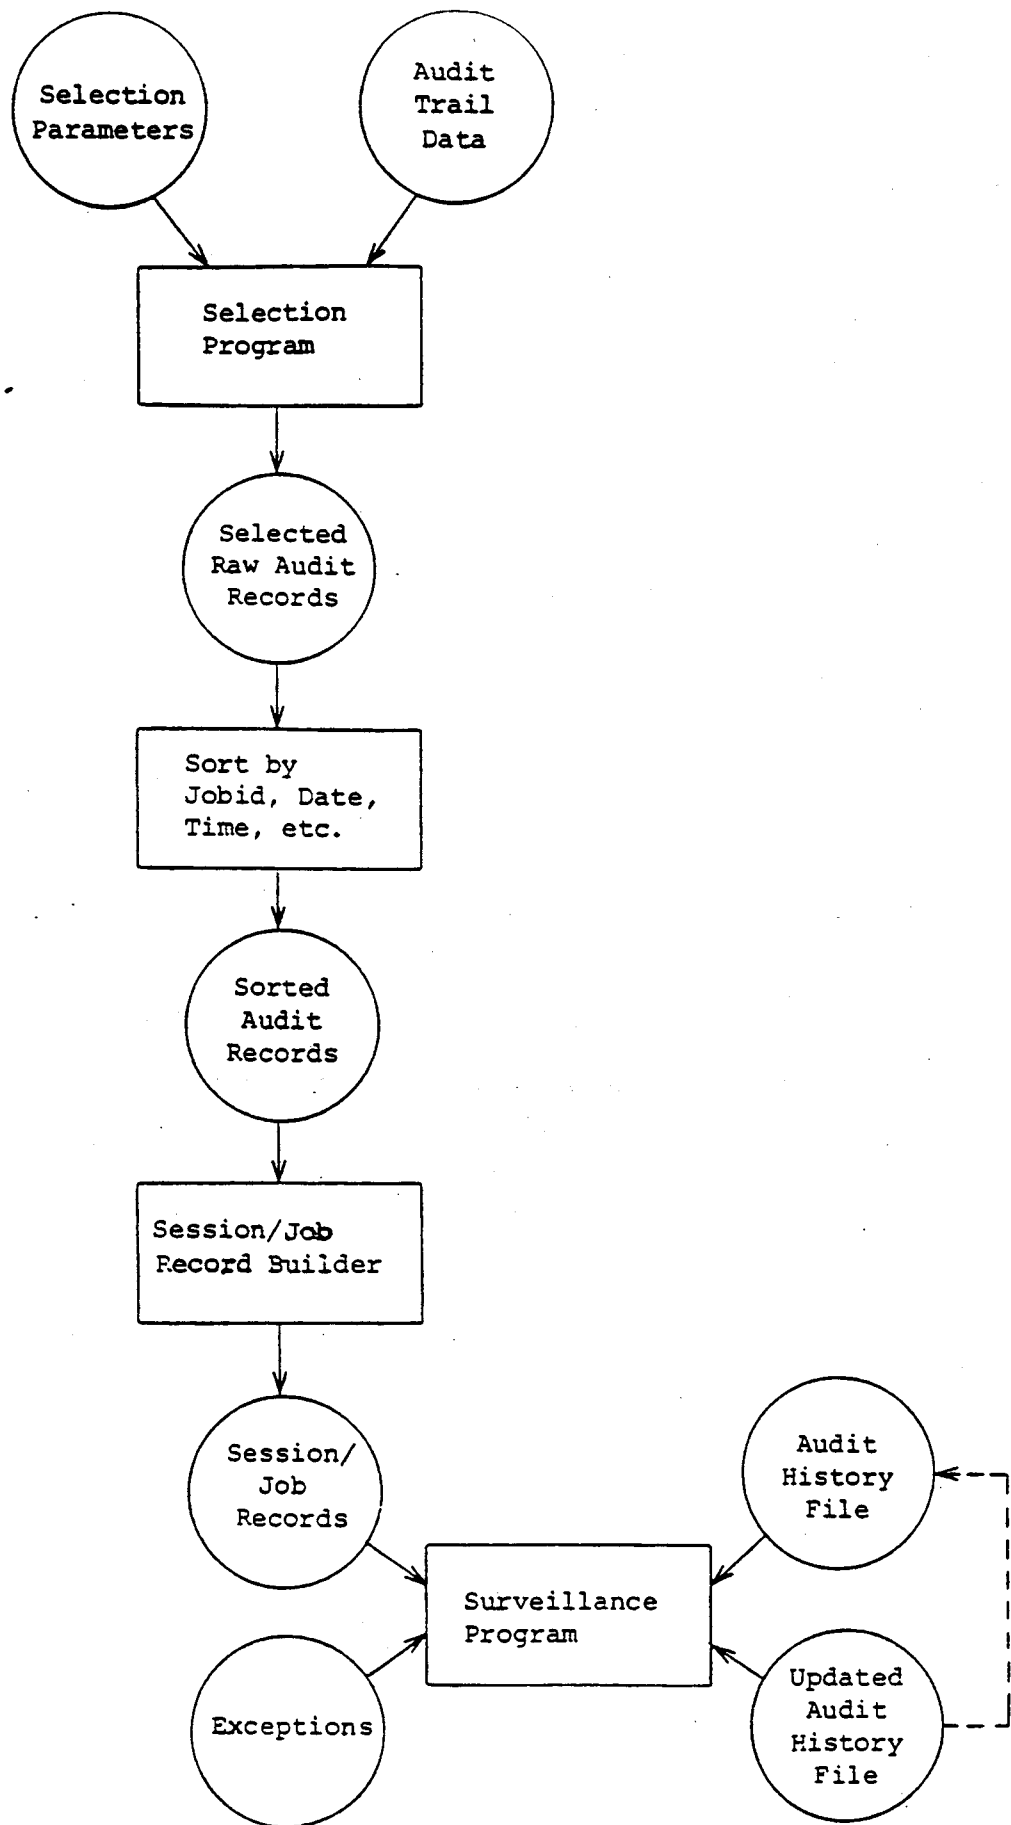 Selection
Parameters
Audit
Trail
Data
Selection
Program
Selected
Raw Audit
Records
Sort by
Jobid, Date,
Time, etc.
Sorted
Audit
Records
Session/Job
Record Builder
Session/
Job
Records
Audit
History
File
Surveillance
Program
Exceptions
Updated
Audit
History
File